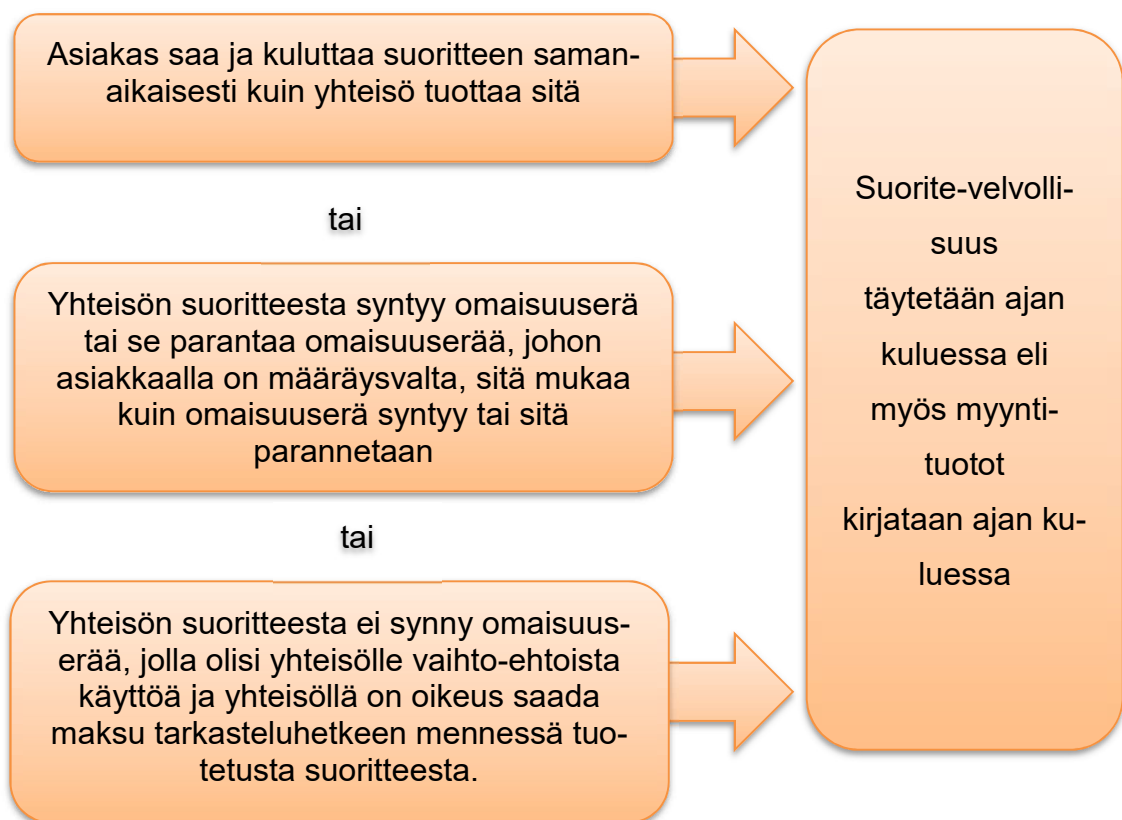 Asiakas saa ja kuluttaa suoritteen saman-
aikaisesti kuin yhteisö tuottaa sitä
tai
Yhteisön suoritteesta syntyy omaisuuserä
tai se parantaa omaisuuserää, johon
asiakkaalla on määräysvalta, sitä mukaa
kuin omaisuuserä syntyy tai sitä
parannetaan
tai
Yhteisön suoritteesta ei synny omaisuus-
erää, jolla olisi yhteisölle vaihto-ehtoista
käyttöä ja yhteisöllä on oikeus saada
maksu tarkasteluhetkeen mennessä tuo-
tetusta suoritteesta.
Suorite-velvolli-
suus
täytetään ajan
kuluessa eli
myös myynti-
tuotot
kirjataan ajan ku-
luessa